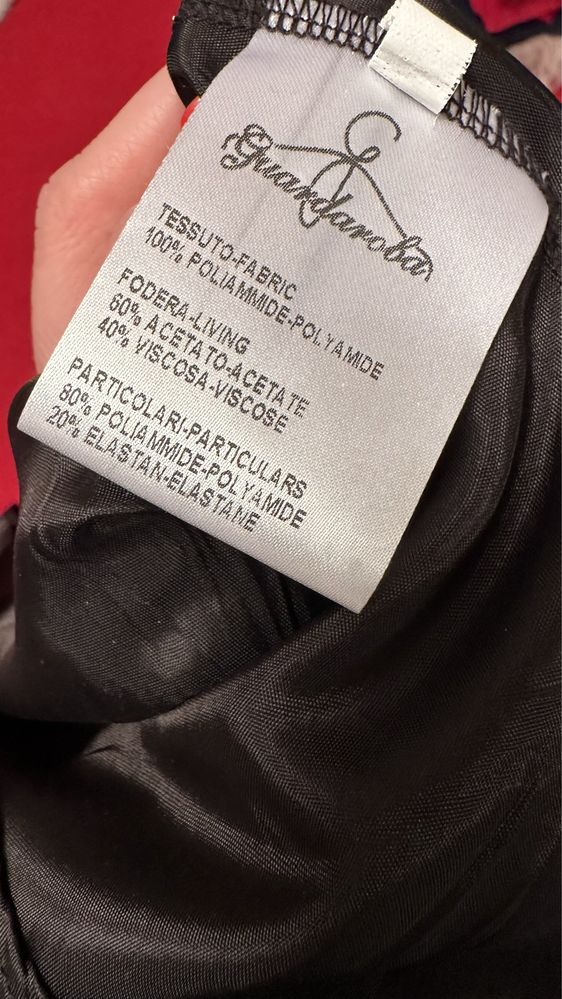 Guardaroba
TESSUTO-FABRIC
100% POLIAMMIDE-POLYAMIDE
FODERA-LIVING
60% ACETATO-ACETATE
40% VISCOSA-VISCOSE
PARTICOLARI-PARTICULARS
80% POLIAMMIDE-POLYAMIDE
20% ELASTAN-ELASTANE